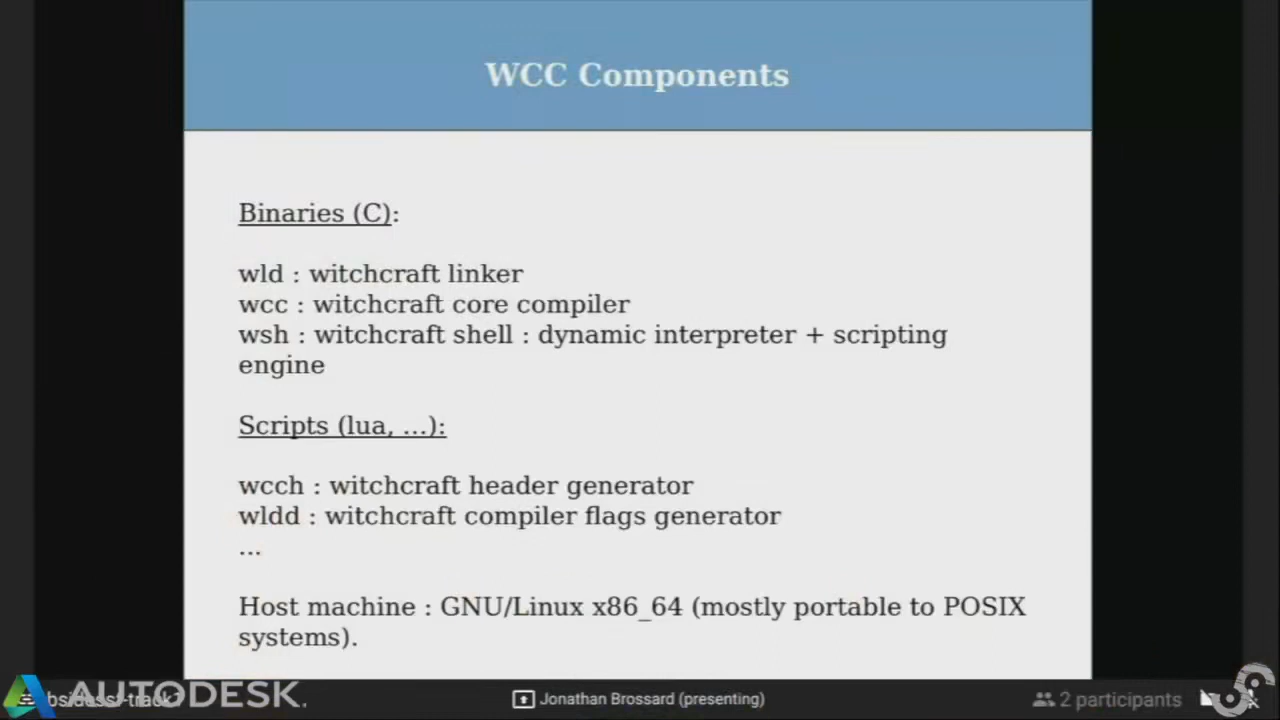 WCC Components
Binaries (C):
wld : witchcraft linker
wcc : witchcraft core compiler
wsh : witchcraft shell : dynamic interpreter + scripting
engine
Scripts (lua, ...):
wcch : witchcraft header generator
wldd : witchcraft compiler flags generator
...
Host machine : GNU/Linux x86_64 (mostly portable to POSIX
systems).
AUTODESK.
Jonathan Brossard (presenting)
2 participants